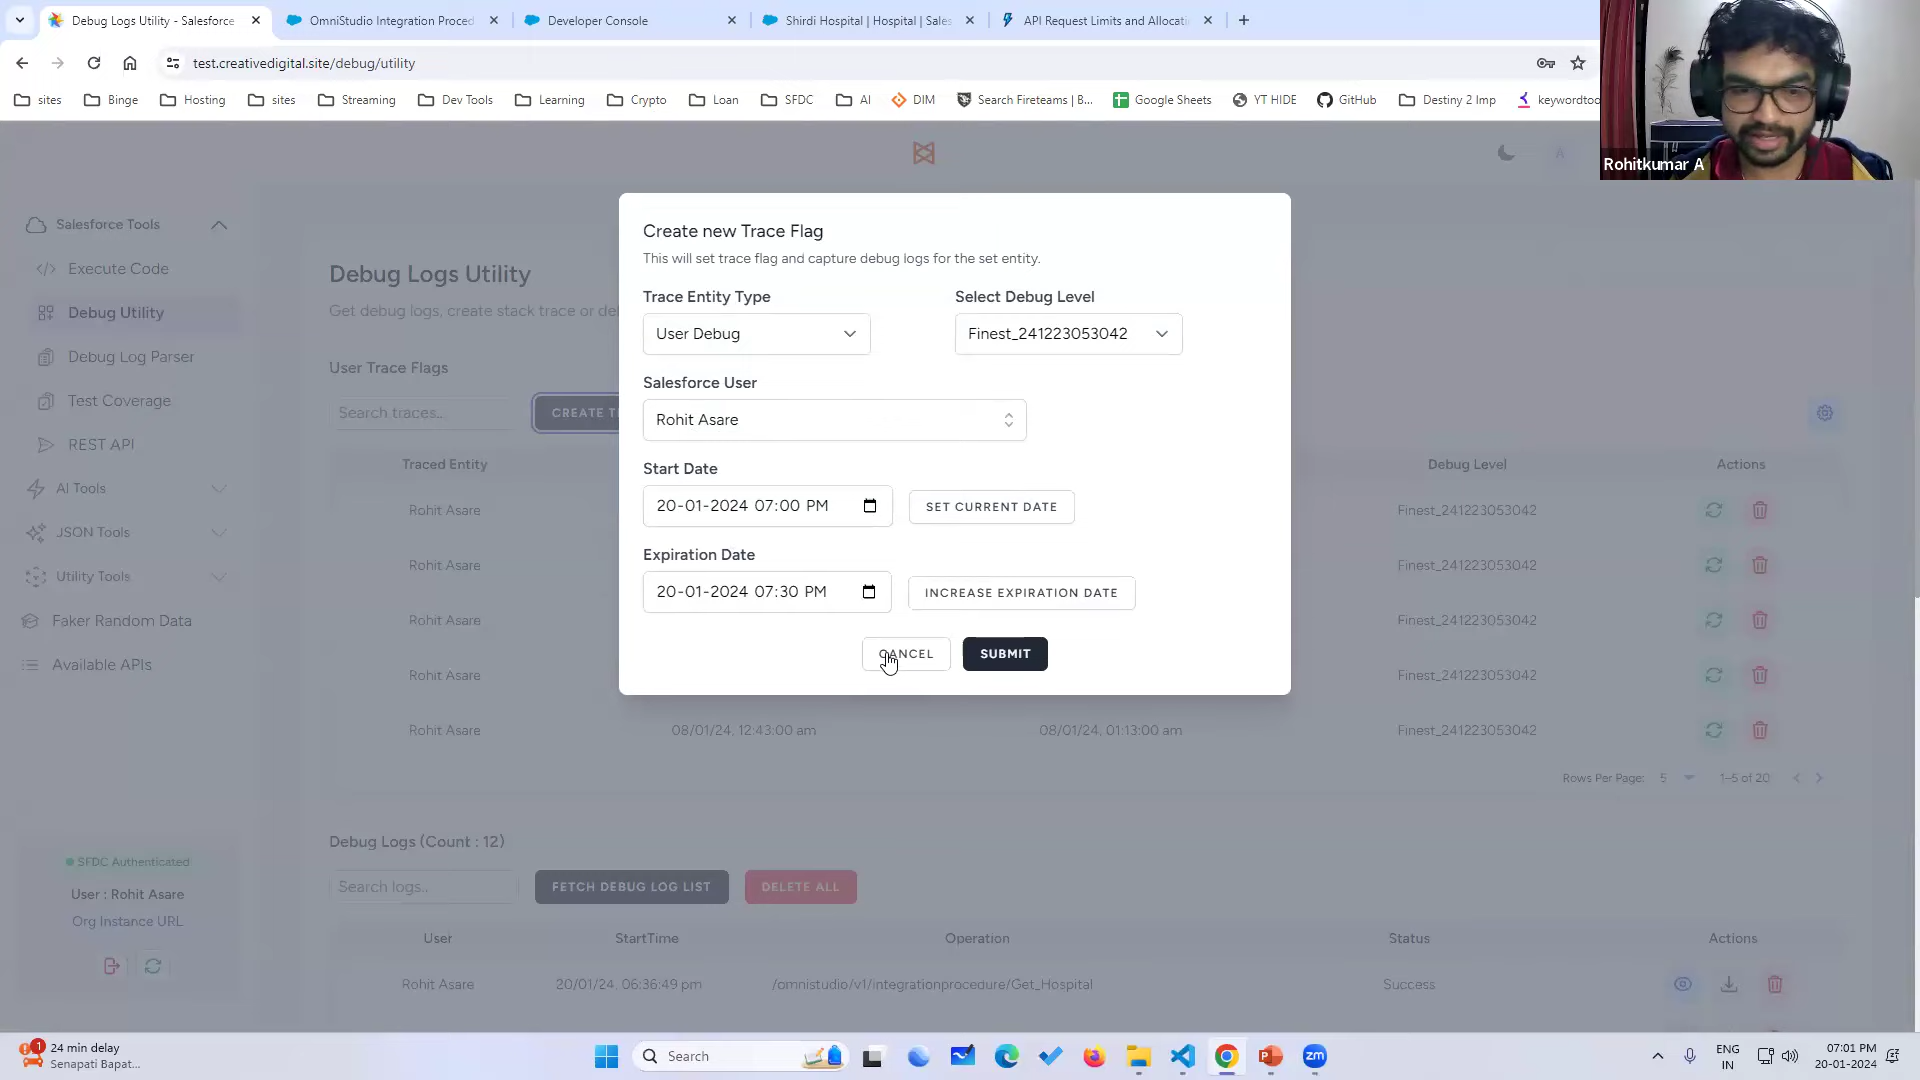 Debug Logs Utility - Salesforce
OmniStudio Integration Proced
Developer Console
Shirdi Hospital | Hospital | Sales
API Request Limits and Allocati
test.creativedigital.site/debug/utility
sites
Binge
Hosting
sites
Streaming
Dev Tools
Learning
Crypto
Loan
SFDC
AI
DIM
Search Fireteams | B...
Google Sheets
YT HIDE
GitHub
Destiny 2 Imp
keywordtoo
Rohitkumar A
Salesforce Tools
Execute Code
Debug Utility
Debug Log Parser
Test Coverage
REST API
AI Tools
JSON Tools
Utility Tools
Faker Random Data
Available APIs
SFDC Authenticated
User : Rohit Asare
Org Instance URL
Debug Logs Utility
Get debug logs, create stack trace or de
User Trace Flags
Search traces..
CREATE T
Create new Trace Flag
This will set trace flag and capture debug logs for the set entity.
Trace Entity Type
Select Debug Level
User Debug
Finest_241223053042
Salesforce User
Rohit Asare
Start Date
20-01-2024 07:00 PM
SET CURRENT DATE
Expiration Date
20-01-2024 07:30 PM
INCREASE EXPIRATION DATE
CANCEL
SUBMIT
Traced Entity
Debug Level
Actions
Rohit Asare
Finest_241223053042
Rohit Asare
Finest_241223053042
Rohit Asare
Finest_241223053042
Rohit Asare
Finest_241223053042
Rohit Asare
08/01/24, 12:43:00 am
08/01/24, 01:13:00 am
Finest_241223053042
Rows Per Page: 5
1–5 of 20
Debug Logs (Count : 12)
Search logs..
FETCH DEBUG LOG LIST
DELETE ALL
User
StartTime
Operation
Status
Actions
Rohit Asare
20/01/24, 06:36:49 pm
/omnistudio/v1/integrationprocedure/Get_Hospital
Success
1
24 min delay
Senapati Bapat...
Search
zm
ENG
IN
07:01 PM
20-01-2024